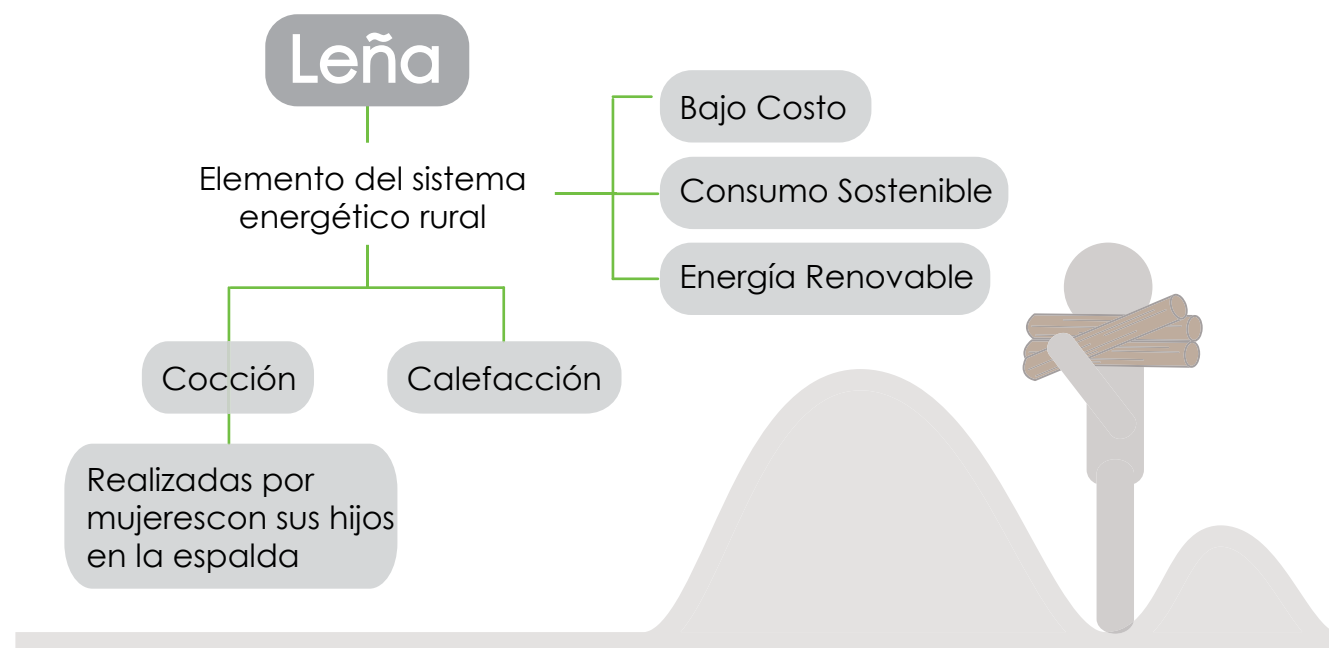 Leña
Elemento del sistema
energético rural
Bajo Costo
Consumo Sostenible
Energía Renovable
Cocción
Calefacción
Realizadas por
mujerescon sus hijos
en la espalda